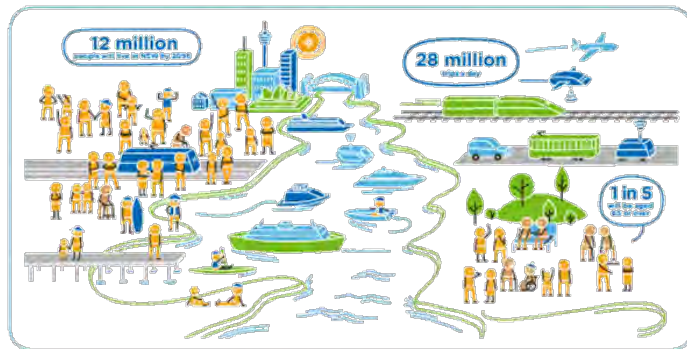 12 million
people will live in NSW by 2056
28 million
trips a day
1 in 5
will be aged
65 or over